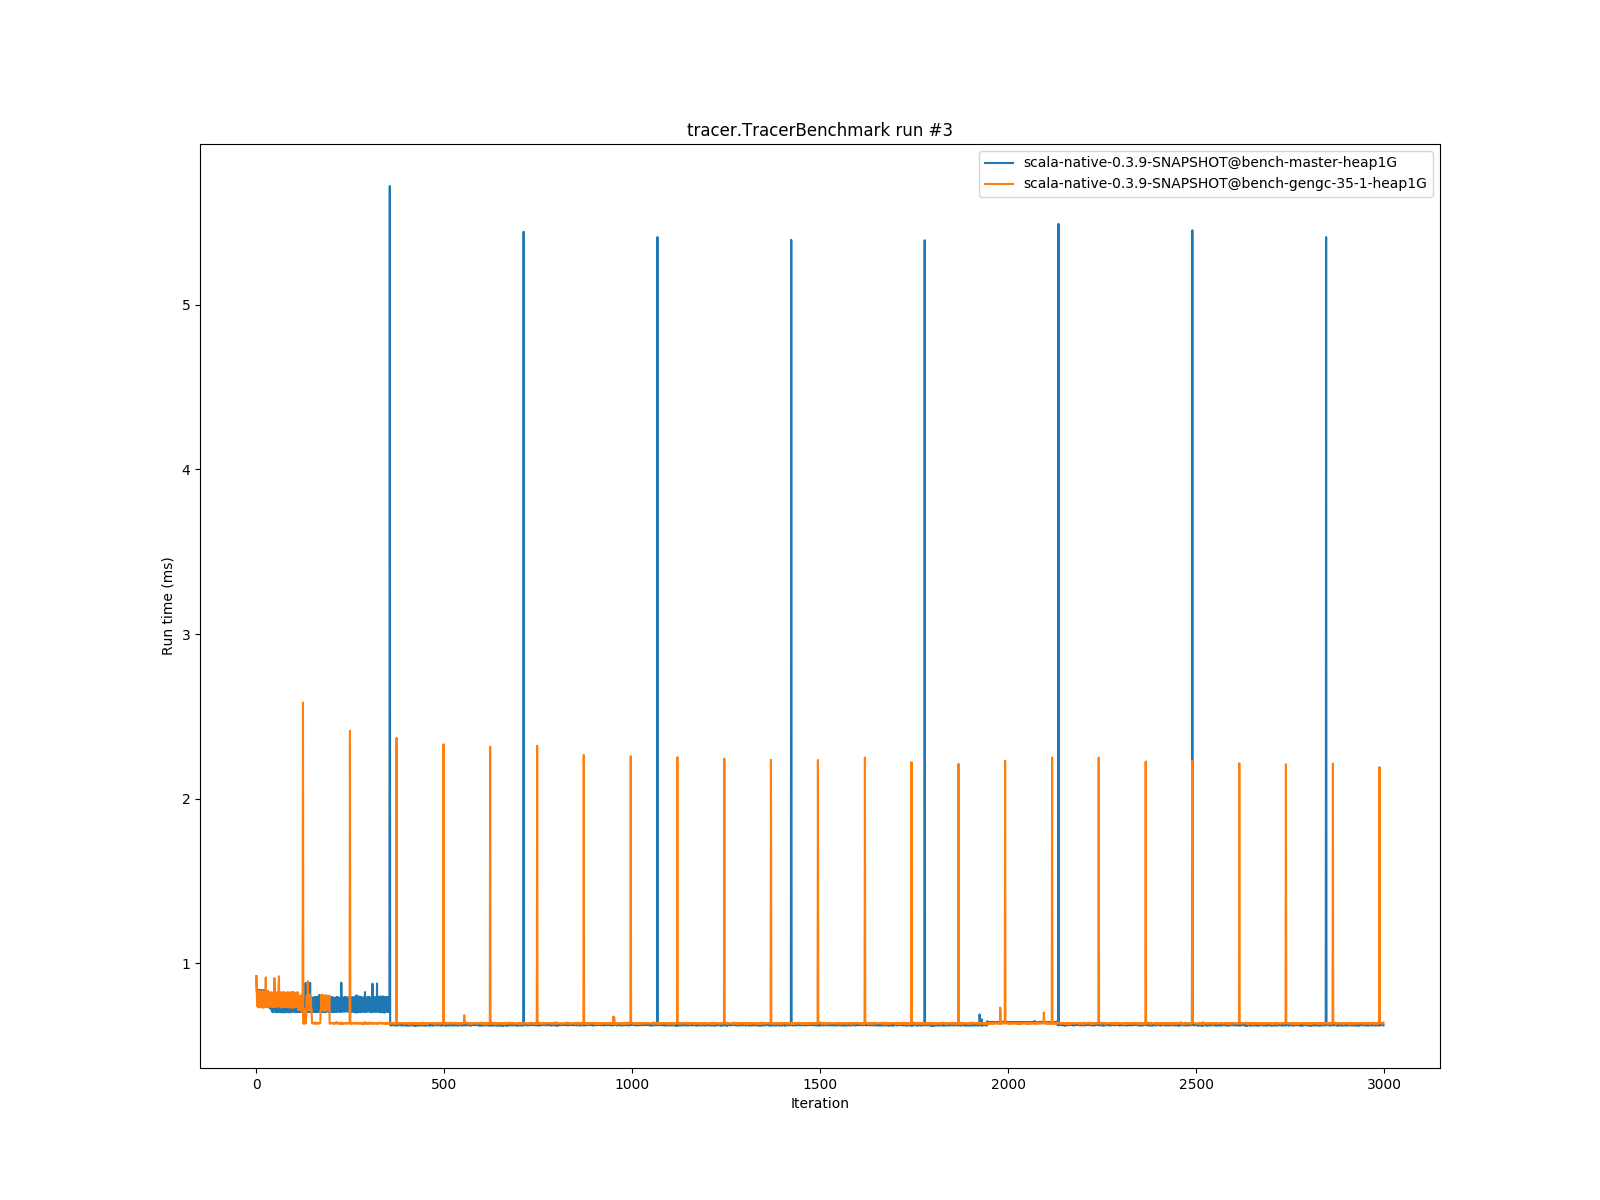 tracer.TracerBenchmark run #3
scala-native-0.3.9-SNAPSHOT@bench-master-heap1G
scala-native-0.3.9-SNAPSHOT@bench-gengc-35-1-heap1G
5
4
3
2
1
Run time (ms)
0 500 1000 1500 2000 2500 3000
Iteration